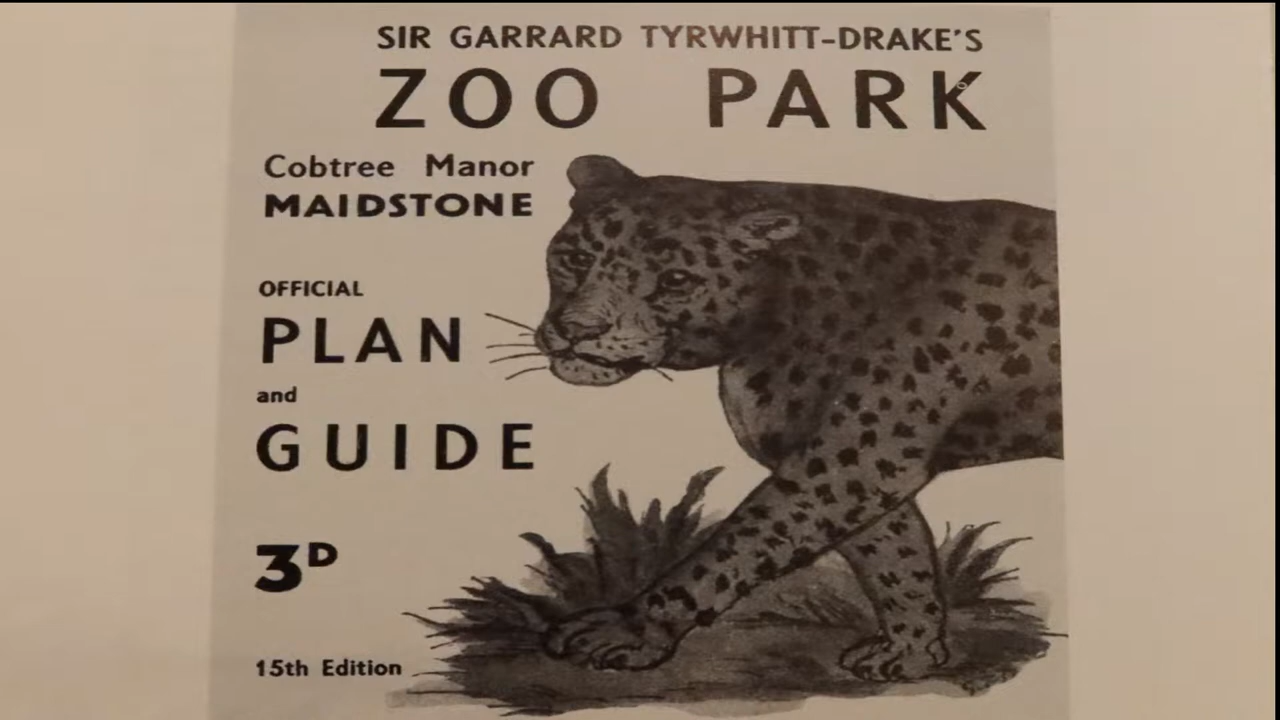 SIR GARRARD TYRWHITT-DRAKE'S
ZOO PARK
Cobtree Manor
MAIDSTONE
OFFICIAL
PLAN
and
GUIDE
3D
15th Edition